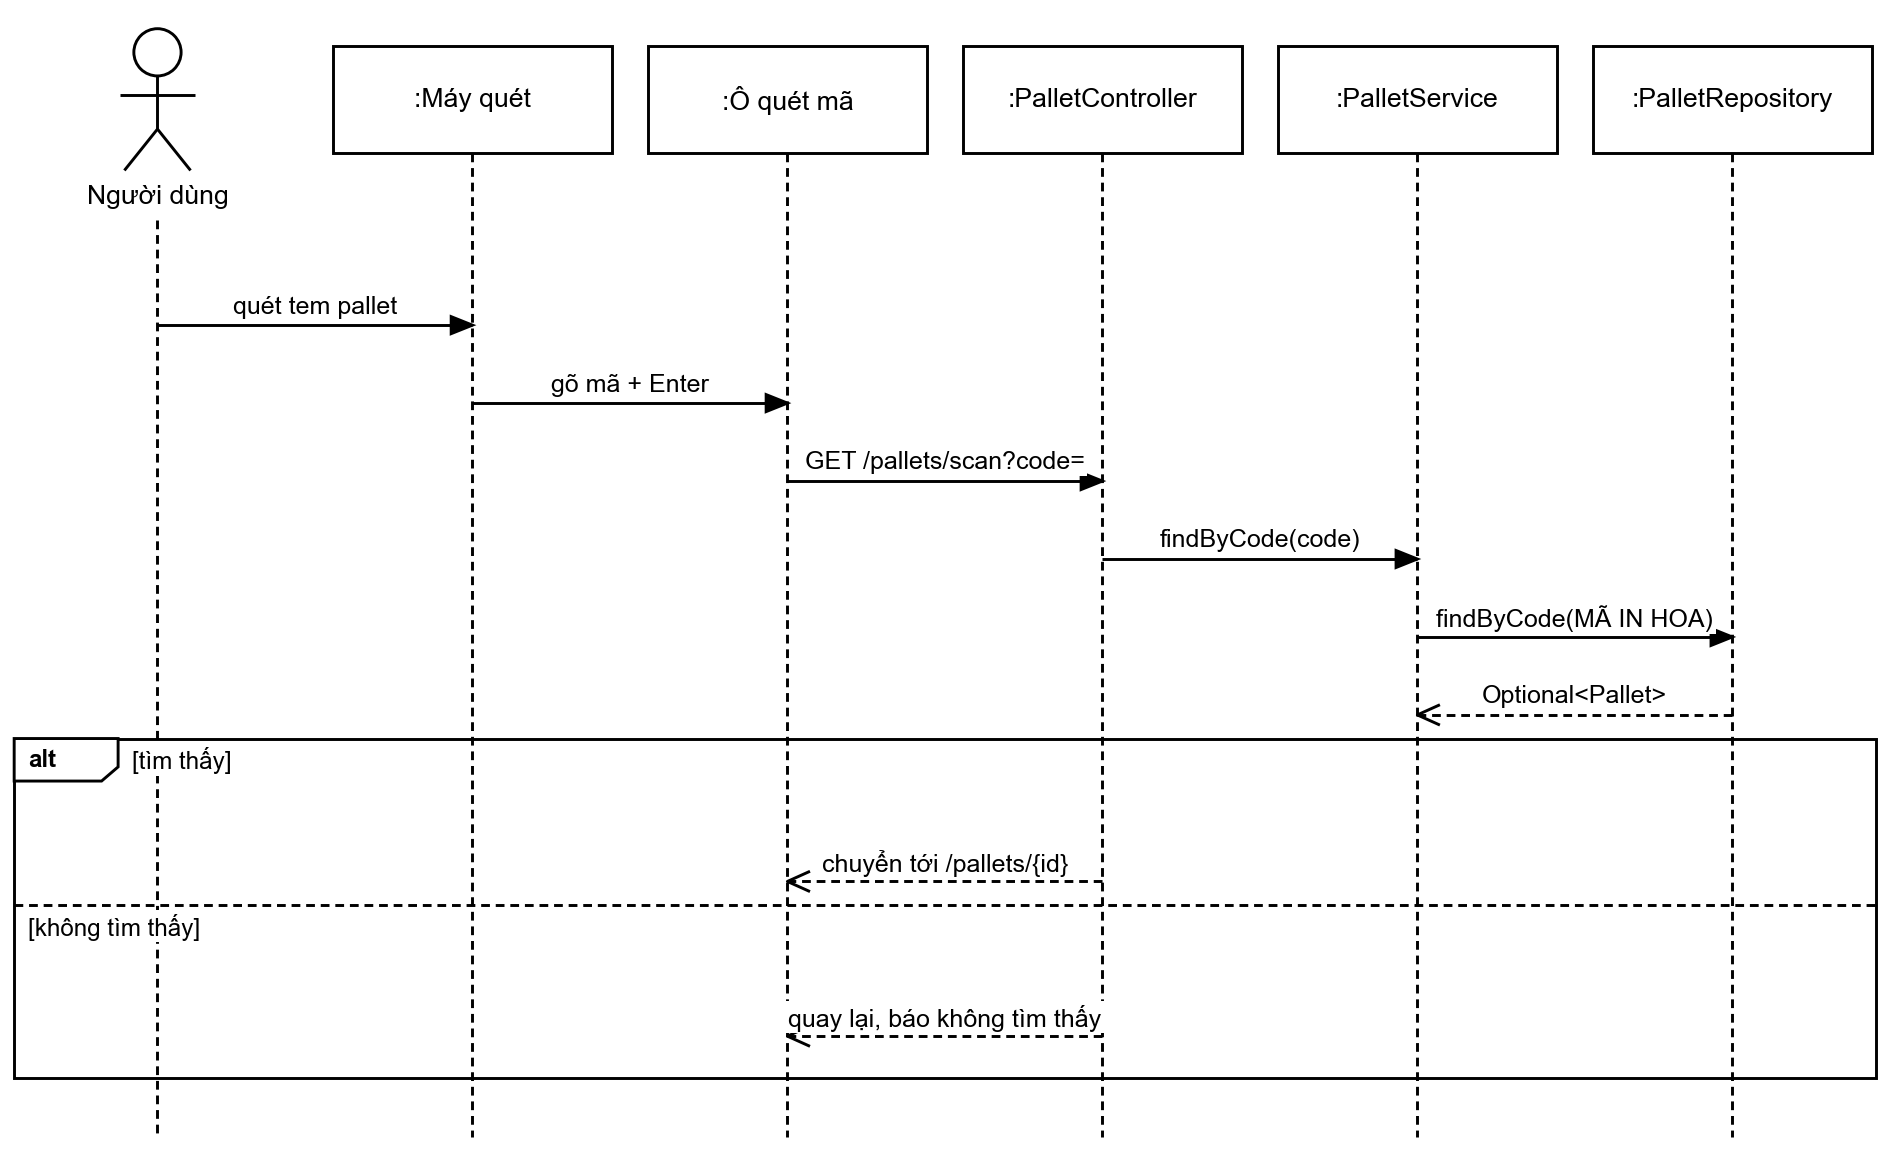 :Máy quét
:Ô quét mã
:PalletController
:PalletService
:PalletRepository
Người dùng
quét tem pallet
gõ mã + Enter
GET /pallets/scan?code=
findByCode(code)
findByCode(MÃ IN HOA)
Optional<Pallet>
alt
[tìm thấy]
chuyển tới /pallets/{id}
[không tìm thấy]
quay lại, báo không tìm thấy